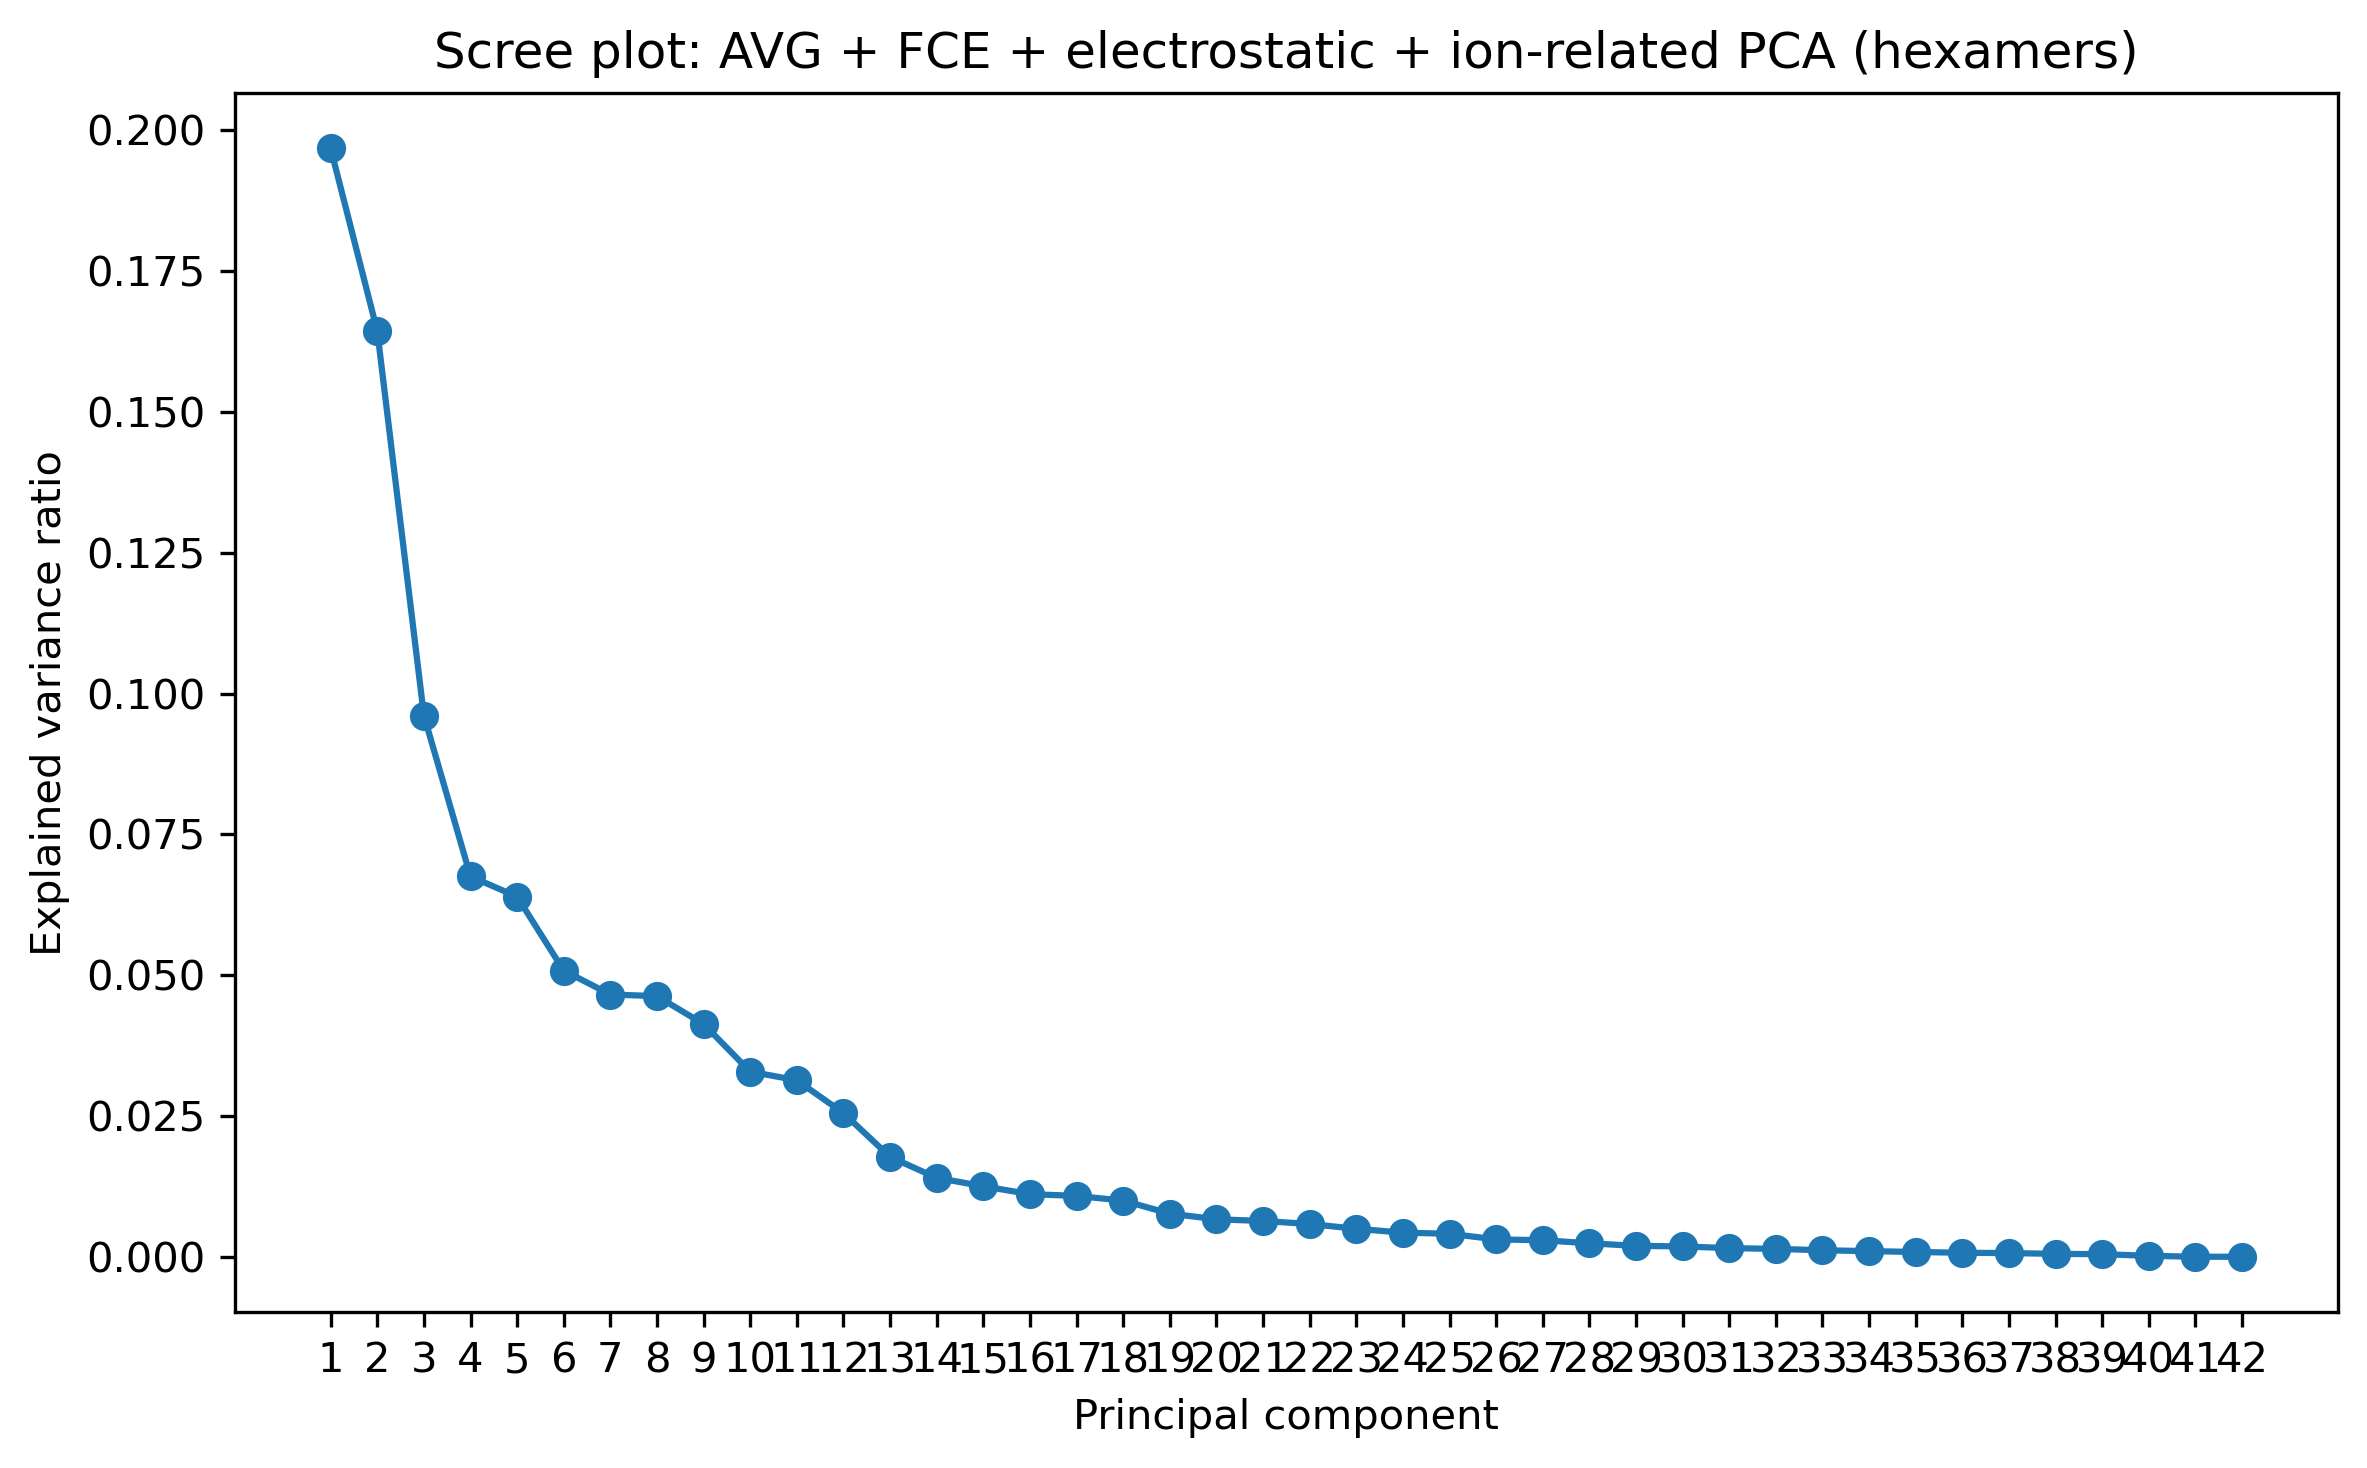 Scree plot: AVG + FCE + electrostatic + ion-related PCA (hexamers)
0.200
0.175
0.150
0.125
0.100
0.075
0.050
0.025
0.000
Explained variance ratio
1 2 3 4 5 6 7 8 9 10 11 12 13 14 15 16 17 18 19 20 21 22 23 24 25 26 27 28 29 30 31 32 33 34 35 36 37 38 39 40 41 42
Principal component